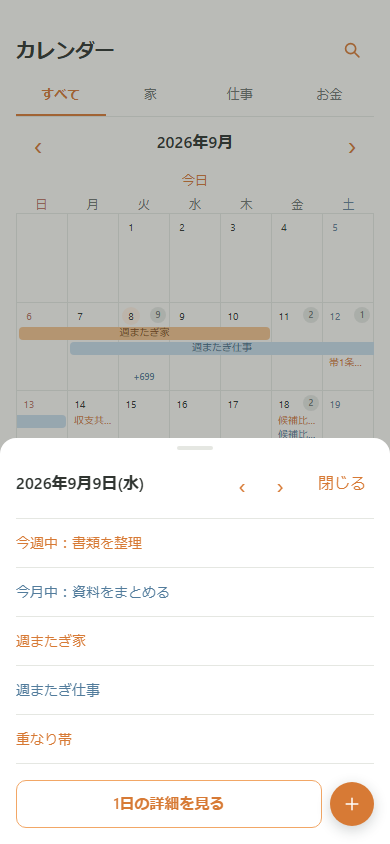 カレンダー
すべて 家 仕事 お金
‹ 2026年9月 ›
今日
日 月 火 水 木 金 土
1 2 3 4 5
6 7 8 9 9 10 11 2 12 1
週またぎ家
週またぎ仕事
帯1条...
+699
13 14 15 16 17 18 2 19
収支共... 候補比...
候補比...
2026年9月9日(水) ‹ › 閉じる
今週中：書類を整理
今月中：資料をまとめる
週またぎ家
週またぎ仕事
重なり帯
1日の詳細を見る +